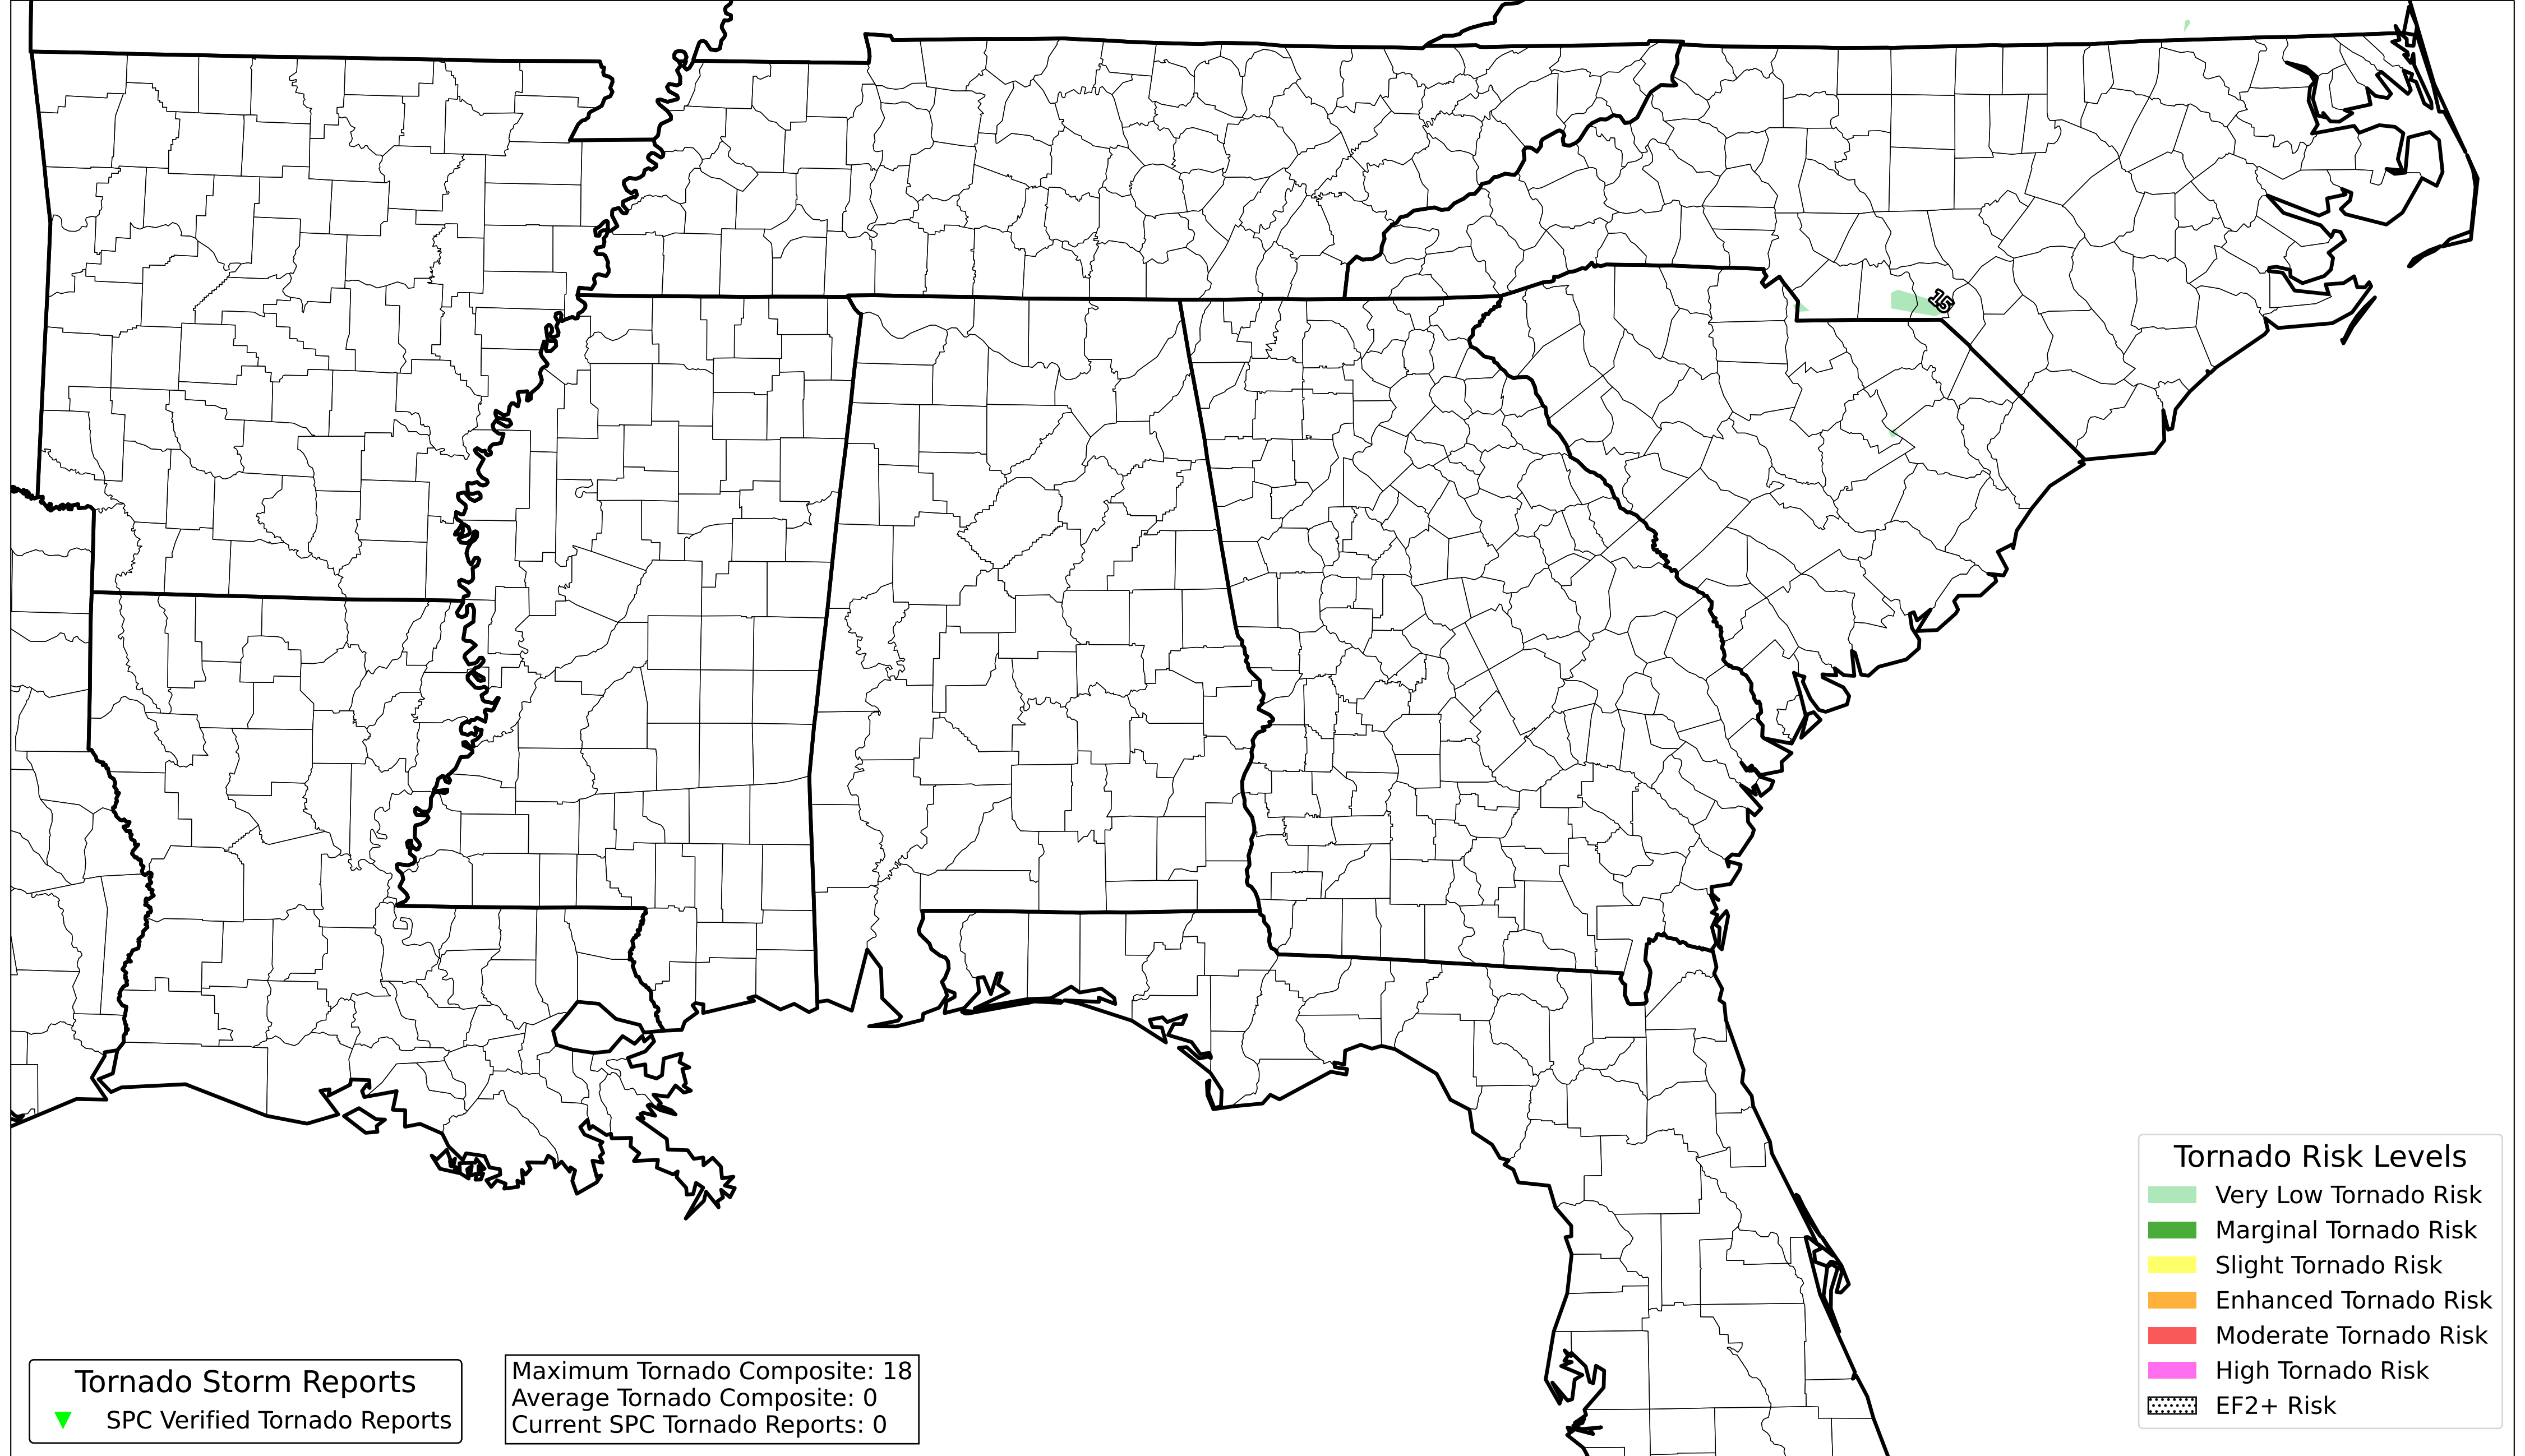 15
Tornado Risk Levels
Very Low Tornado Risk
Marginal Tornado Risk
Slight Tornado Risk
Enhanced Tornado Risk
Moderate Tornado Risk
High Tornado Risk
EF2+ Risk
Tornado Storm Reports
SPC Verified Tornado Reports
Maximum Tornado Composite: 18
Average Tornado Composite: 0
Current SPC Tornado Reports: 0